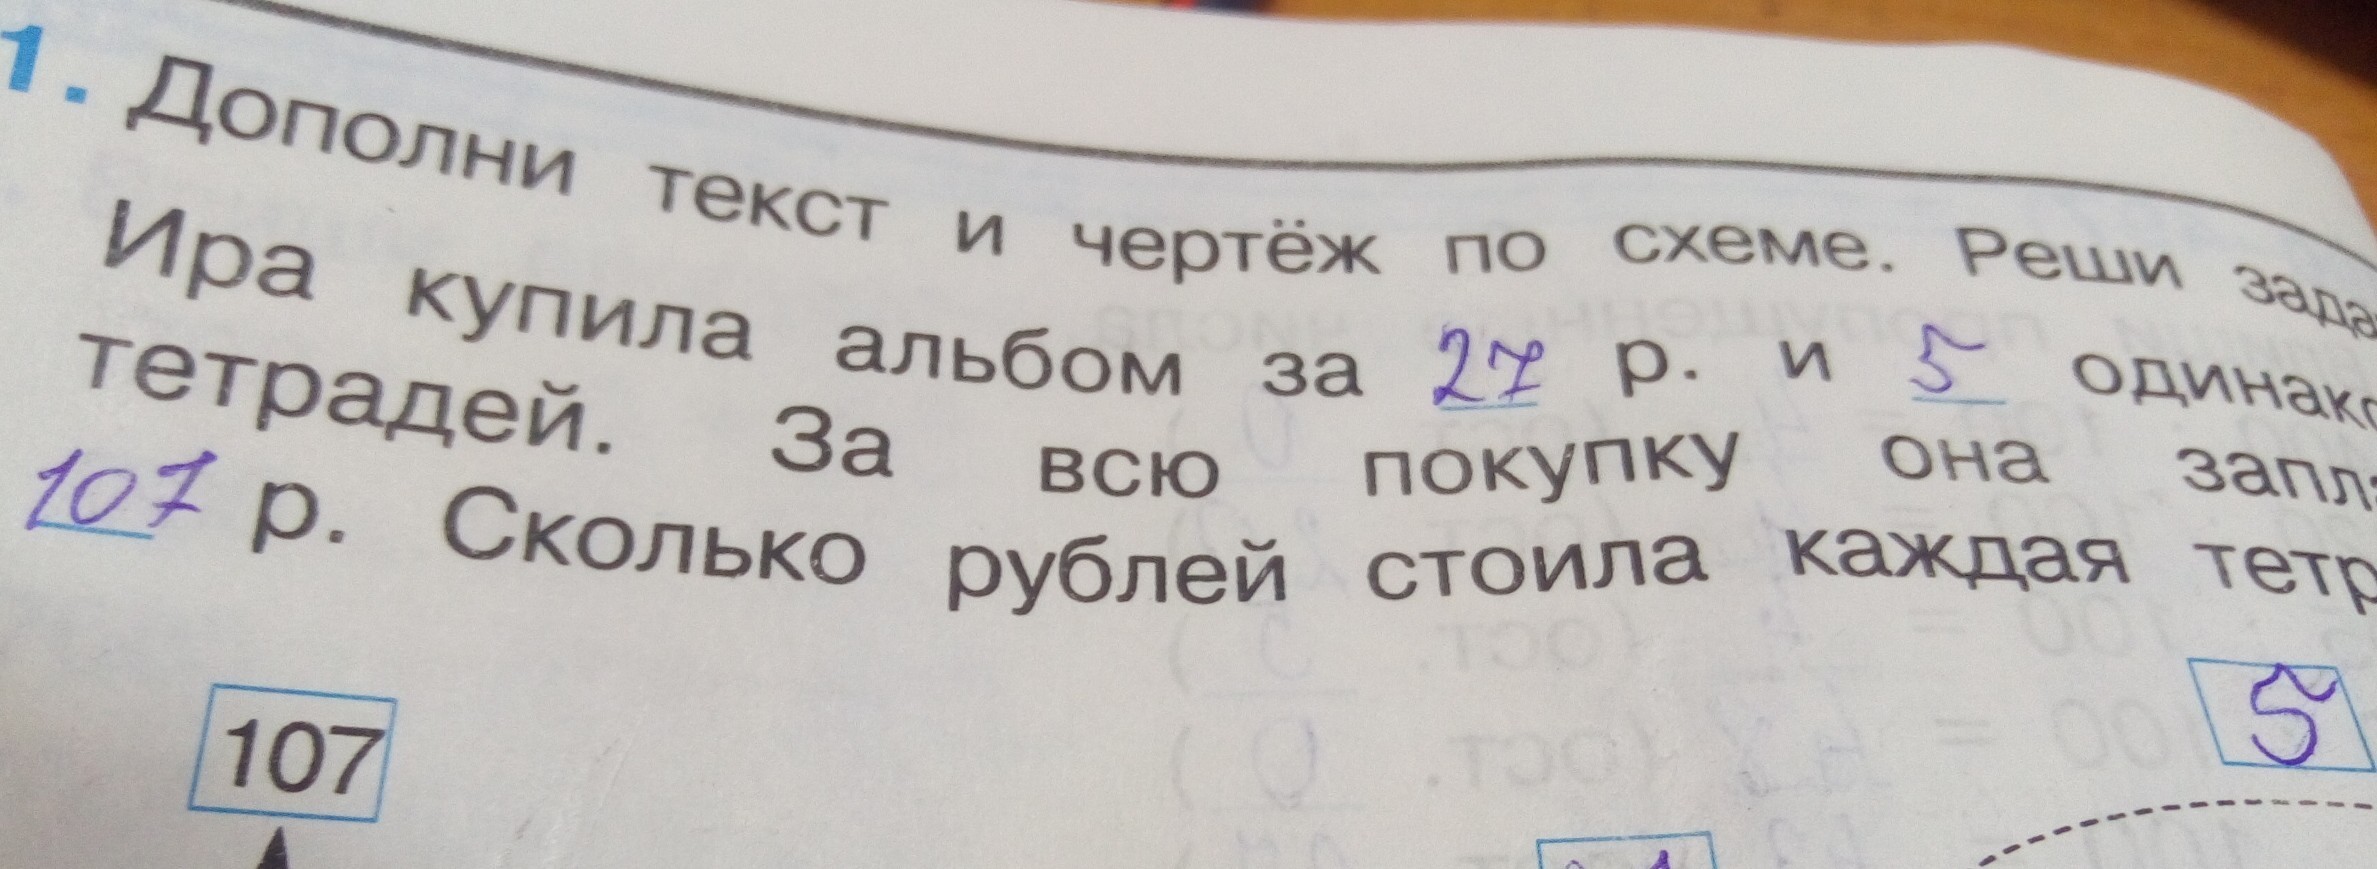 1. Дополни текст и чертёж по схеме. Реши
Ира купила альбом за 27 р. и 5
тетрадей. За всю покупку она
107 р. Сколько рублей стоила каждая
107
5